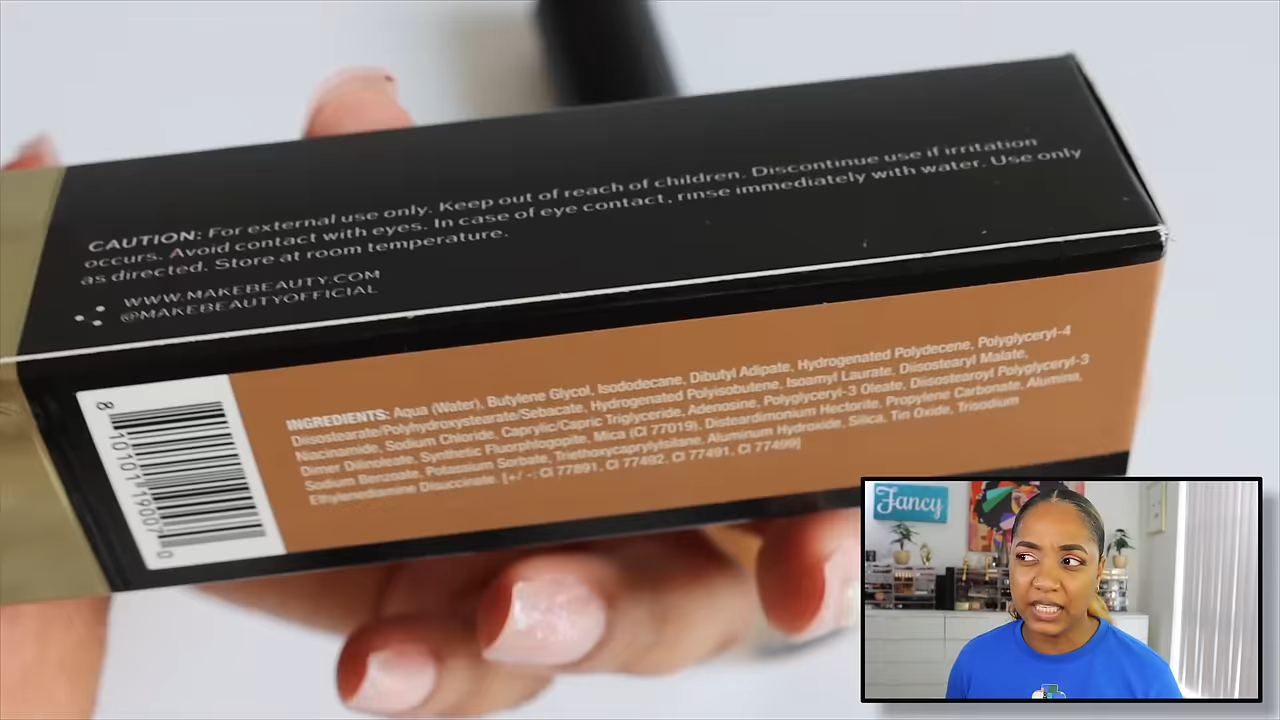 CAUTION: For external use only. Keep out of reach of children. Discontinue use if irritation
occurs. Avoid contact with eyes. In case of eye contact, rinse immediately with water. Use only
as directed. Store at room temperature.
WWW.MAKEBEAUTY.COM
@MAKEBEAUTYOFFICIAL
INGREDIENTS: Aqua (Water), Butylene Glycol, Isododecane, Dibutyl Adipate, Hydrogenated Polydecene, Polyglyceryl-4
Diisostearate/Polyhydroxystearate/Sebacate, Hydrogenated Polyisobutene, Isoamyl Laurate, Diisostearyl Malate,
Niacinamide, Sodium Chloride, Caprylic/Capric Triglyceride, Adenosine, Polyglyceryl-3 Oleate, Diisostearoyl Polyglyceryl-3
Dimer Dilinoleate, Synthetic Fluorphlogopite, Mica (CI 77019), Disteardimonium Hectorite, Propylene Carbonate, Alumina,
Sodium Benzoate, Potassium Sorbate, Triethoxycaprylylsilane, Aluminum Hydroxide, Silica, Tin Oxide, Trisodium
Ethylenediamine Disuccinate. [+/ -: CI 77891, CI 77492, CI 77491, CI 77499]
Fancy